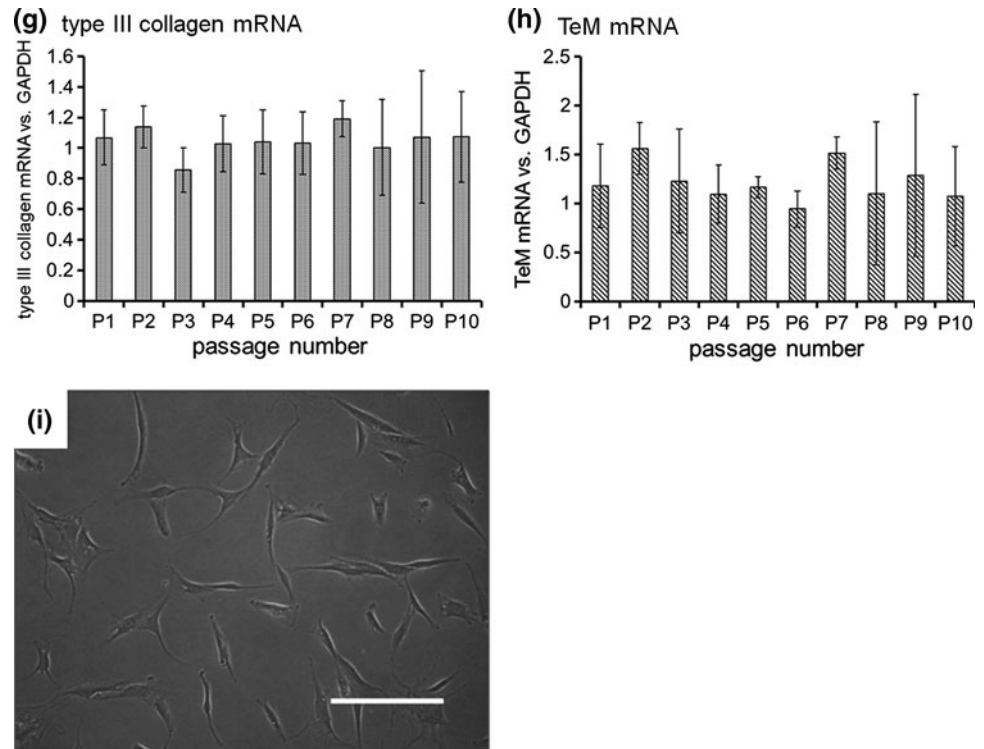 (g) type III collagen mRNA
type III collagen mRNA vs. GAPDH
1.6
1.4
1.2
1
0.8
0.6
0.4
0.2
0
P1 P2 P3 P4 P5 P6 P7 P8 P9 P10
passage number
(h) TeM mRNA
TeM mRNA vs. GAPDH
2.5
2
1.5
1
0.5
0
P1 P2 P3 P4 P5 P6 P7 P8 P9 P10
passage number
(i)